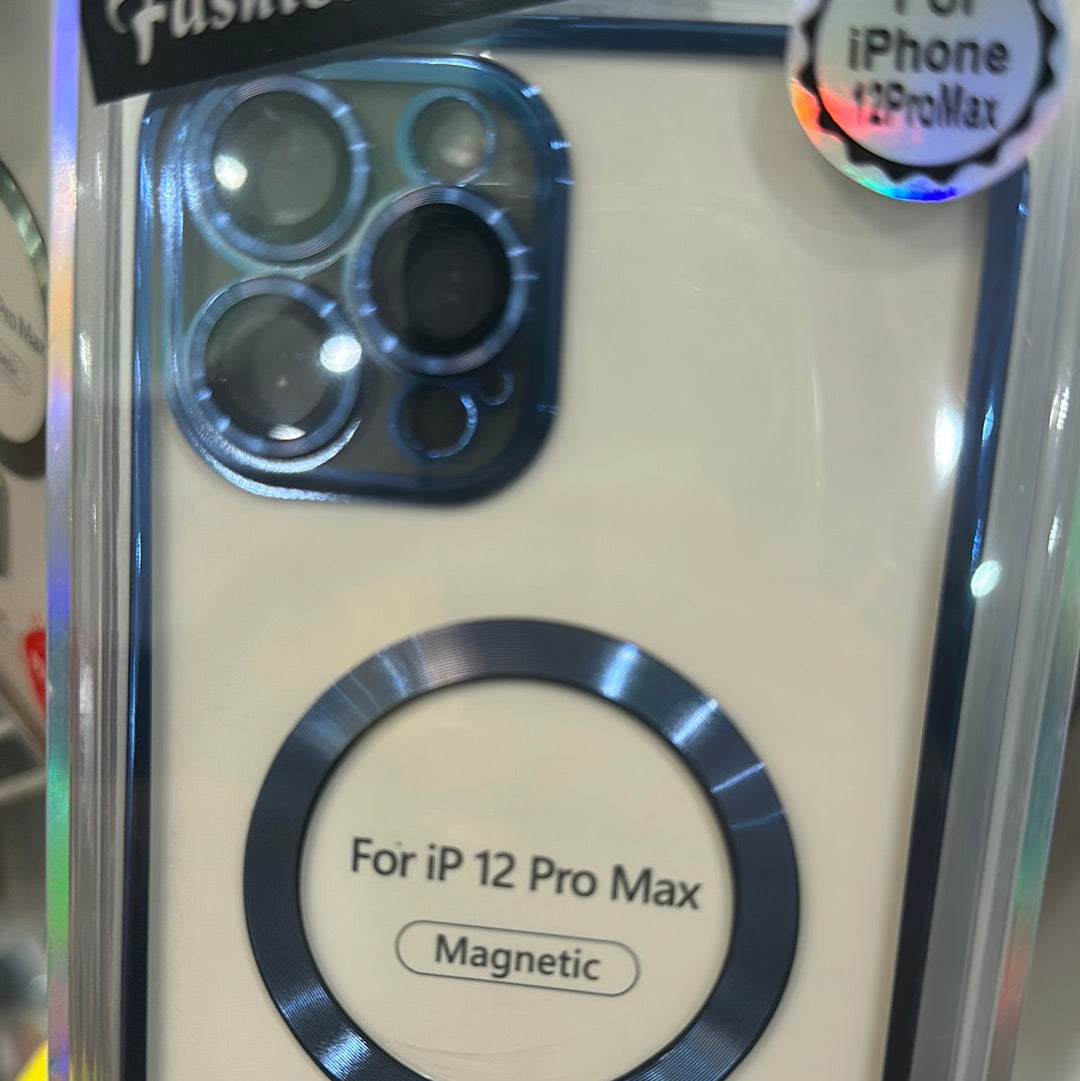 For
iPhone
12ProMax
For iP 12 Pro Max
Magnetic